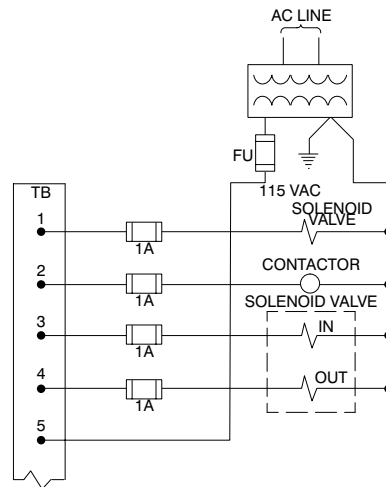 AC LINE
FU
115 VAC
TB
SOLENOID
VALVE
1
1A
CONTACTOR
2
1A
SOLENOID VALVE
3
IN
1A
4
OUT
1A
5